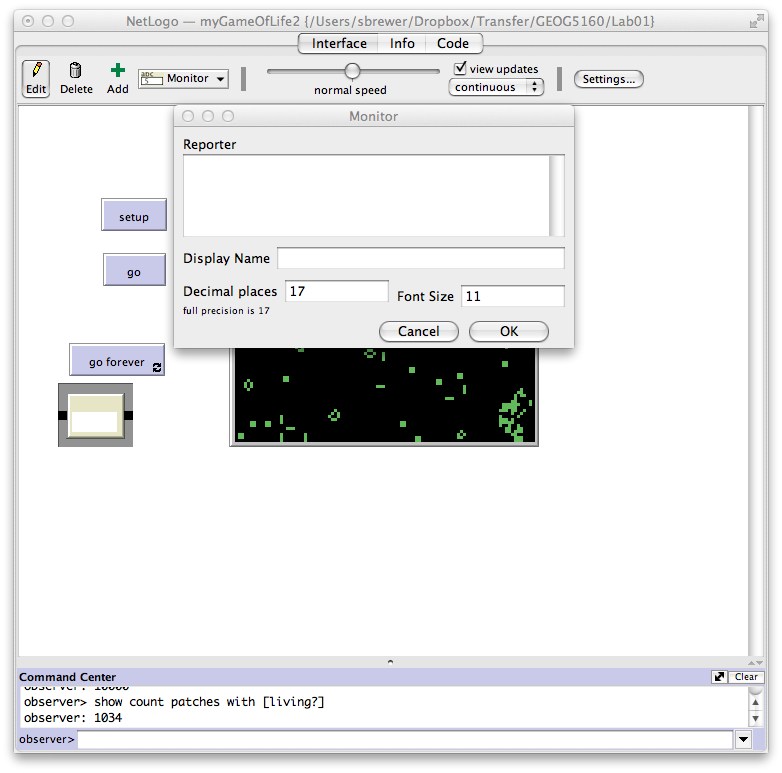 NetLogo — myGameOfLife2 {/Users/sbrewer/Dropbox/Transfer/GEOG5160/Lab01}
Interface Info Code
Edit Delete Add Monitor normal speed view updates continuous Settings...
Monitor
Reporter
setup
Display Name
go
Decimal places 17 Font Size 11
full precision is 17
Cancel OK
go forever
Command Center Clear
observer: 10000
observer> show count patches with [living?]
observer: 1034
observer>